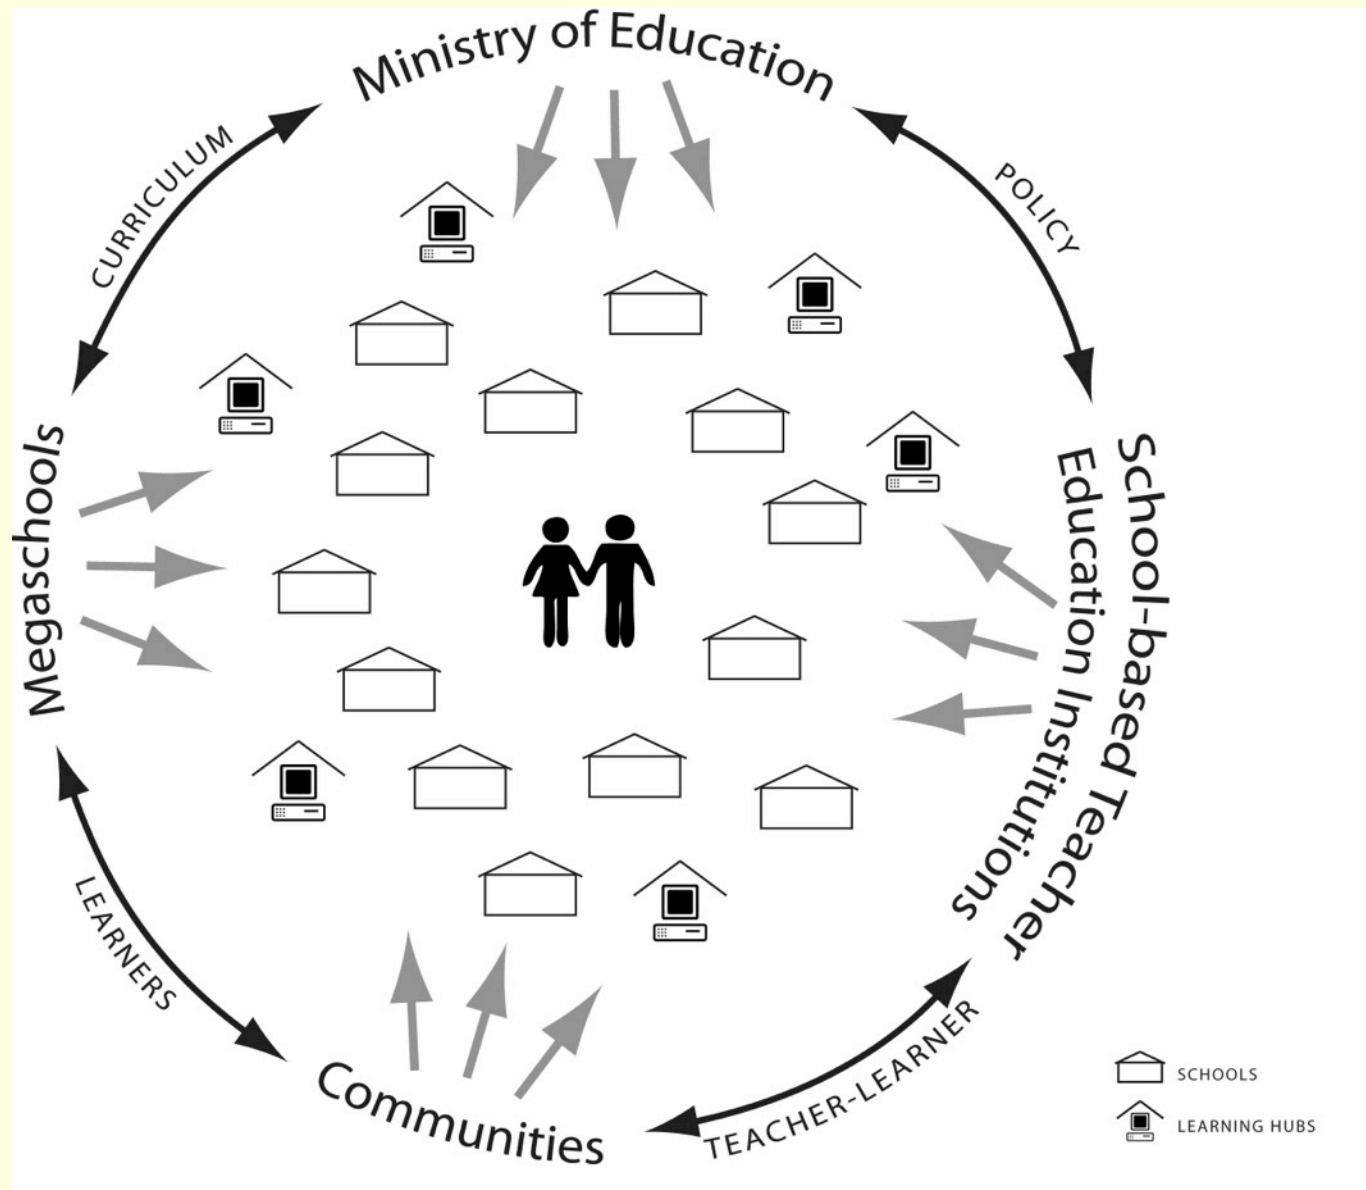 Ministry of Education
CURRICULUM
POLICY
Megaschools
School-based Teacher
Education Institutions
LEARNERS
Communities
TEACHER-LEARNER
SCHOOLS
LEARNING HUBS